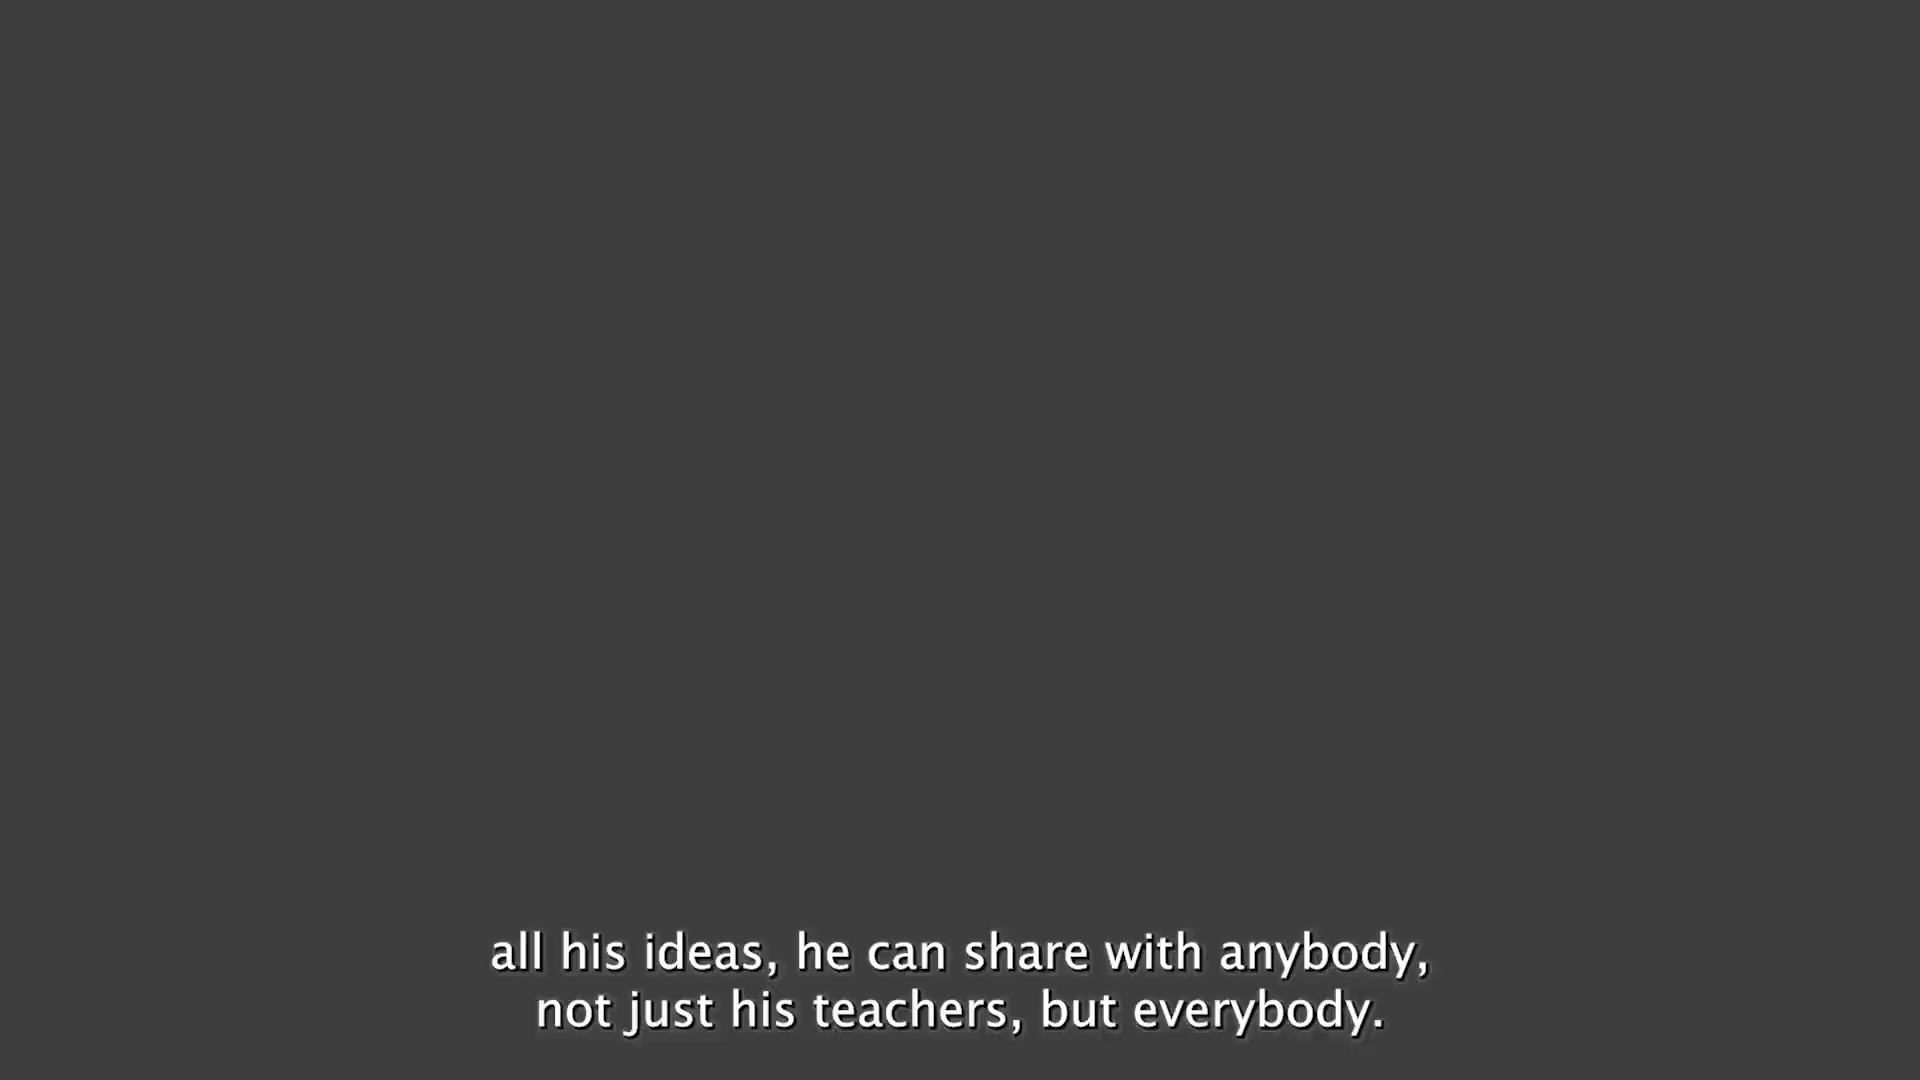 all his ideas, he can share with anybody,
not just his teachers, but everybody.